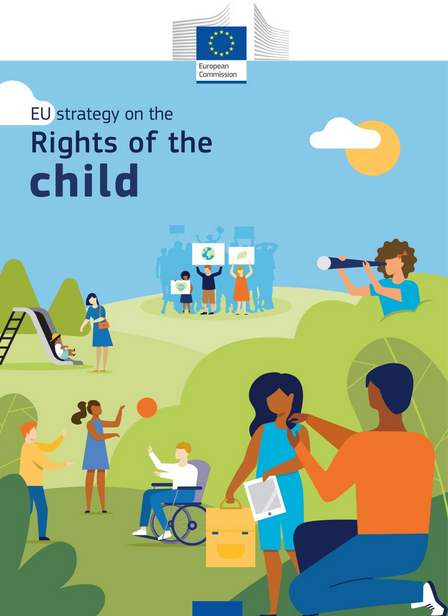 European
Commission
EU strategy on the
Rights of the
child